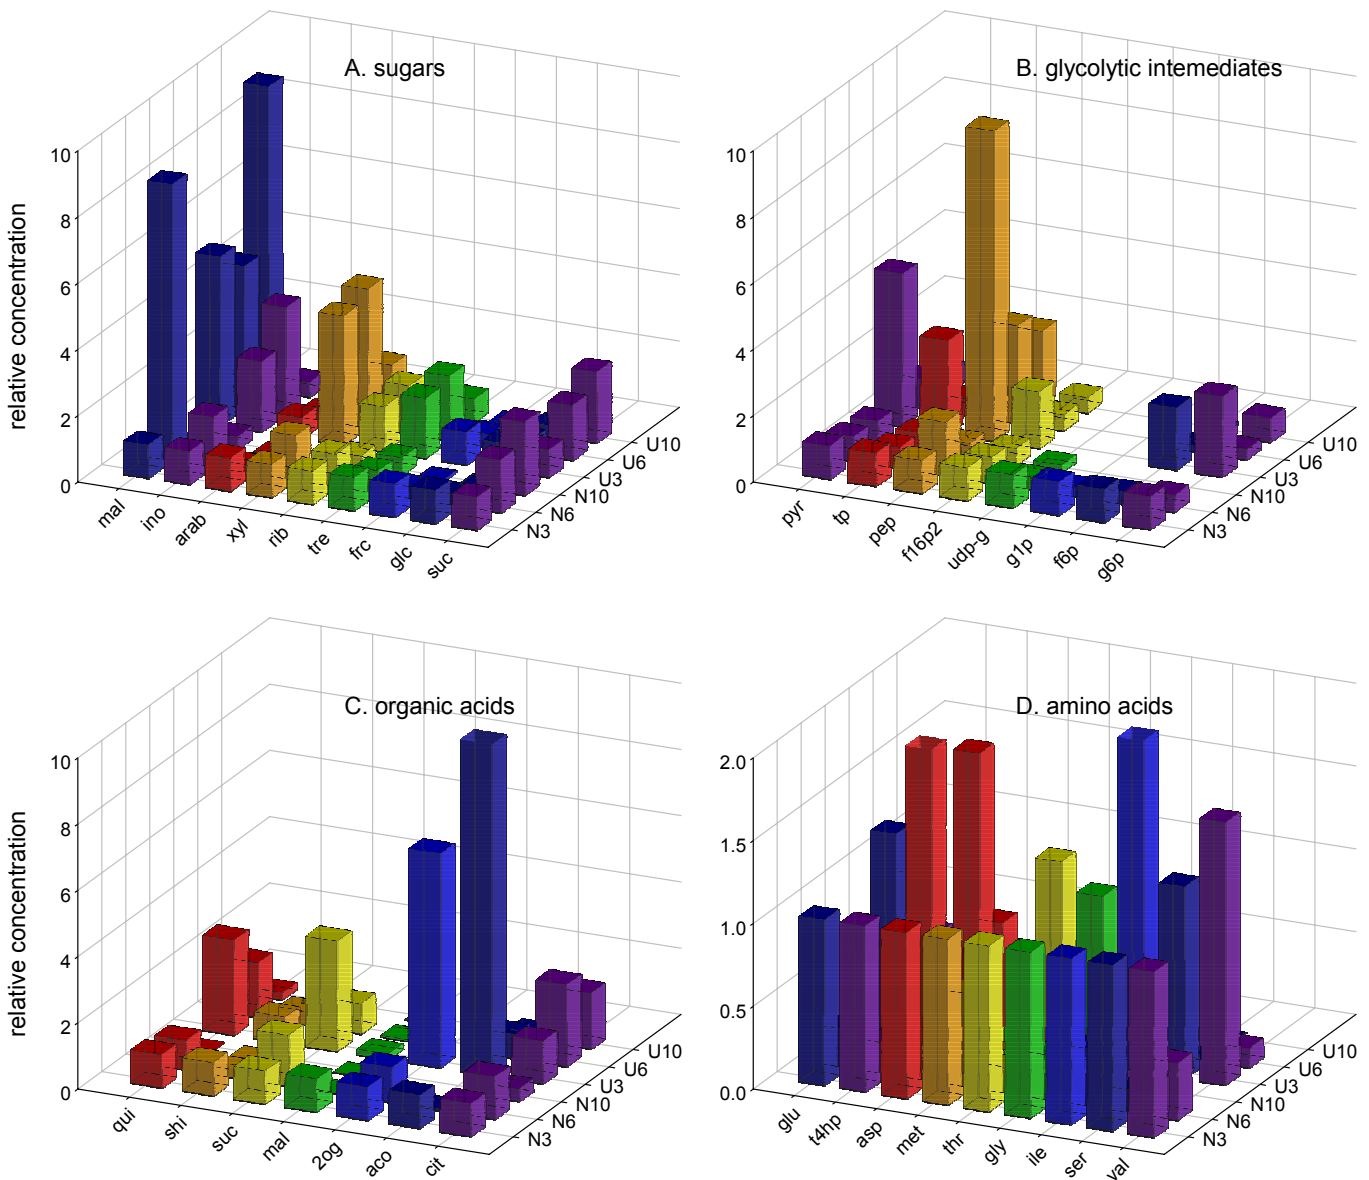 A. sugars
relative concentration
10
8
6
4
2
0
mal
ino
arab
xyl
rib
tre
frc
glc
suc
N3
N6
N10
U3
U6
U10
B. glycolytic intemediates
10
8
6
4
2
0
pyr
tp
pep
f16p2
udp-g
g1p
f6p
g6p
N3
N6
N10
U3
U6
U10
C. organic acids
relative concentration
10
8
6
4
2
0
qui
shi
suc
mal
2og
aco
cit
N3
N6
N10
U3
U6
U10
D. amino acids
2.0
1.5
1.0
0.5
0.0
glu
t4hp
asp
met
thr
gly
ile
ser
val
N3
N6
N10
U3
U6
U10